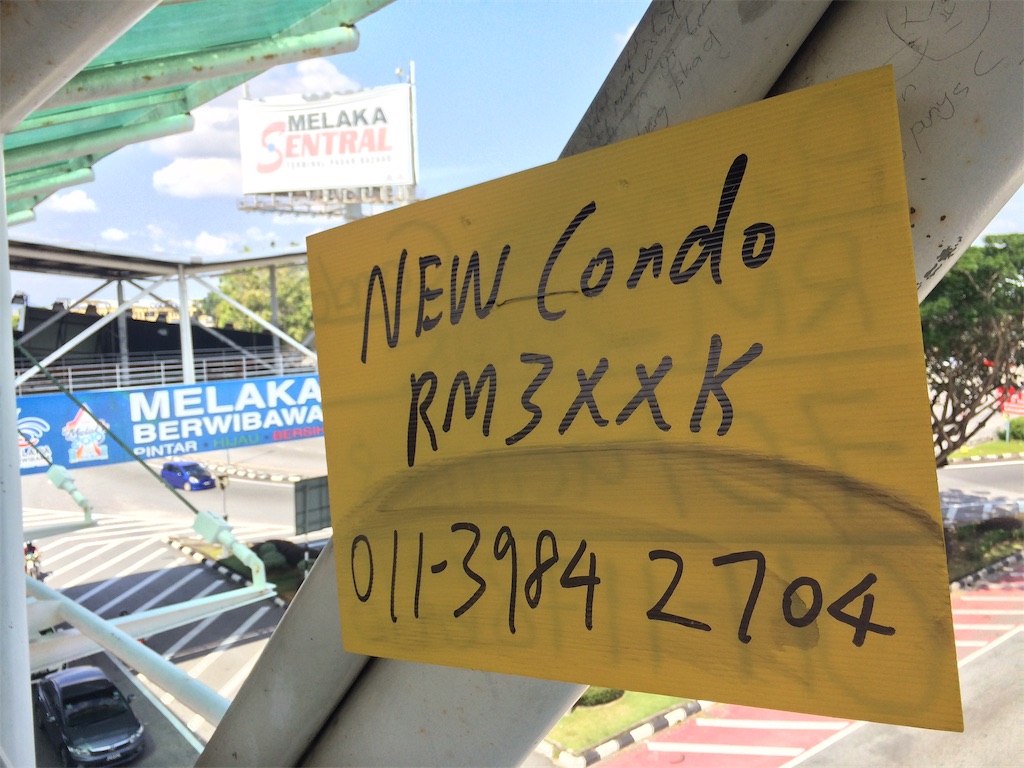 MELAKA
SENTRAL
NEW Condo
RM3XXK
011-3984 2704
MELAKA
BERWIBAWA
PINTAR • HIJAU • BERSIH